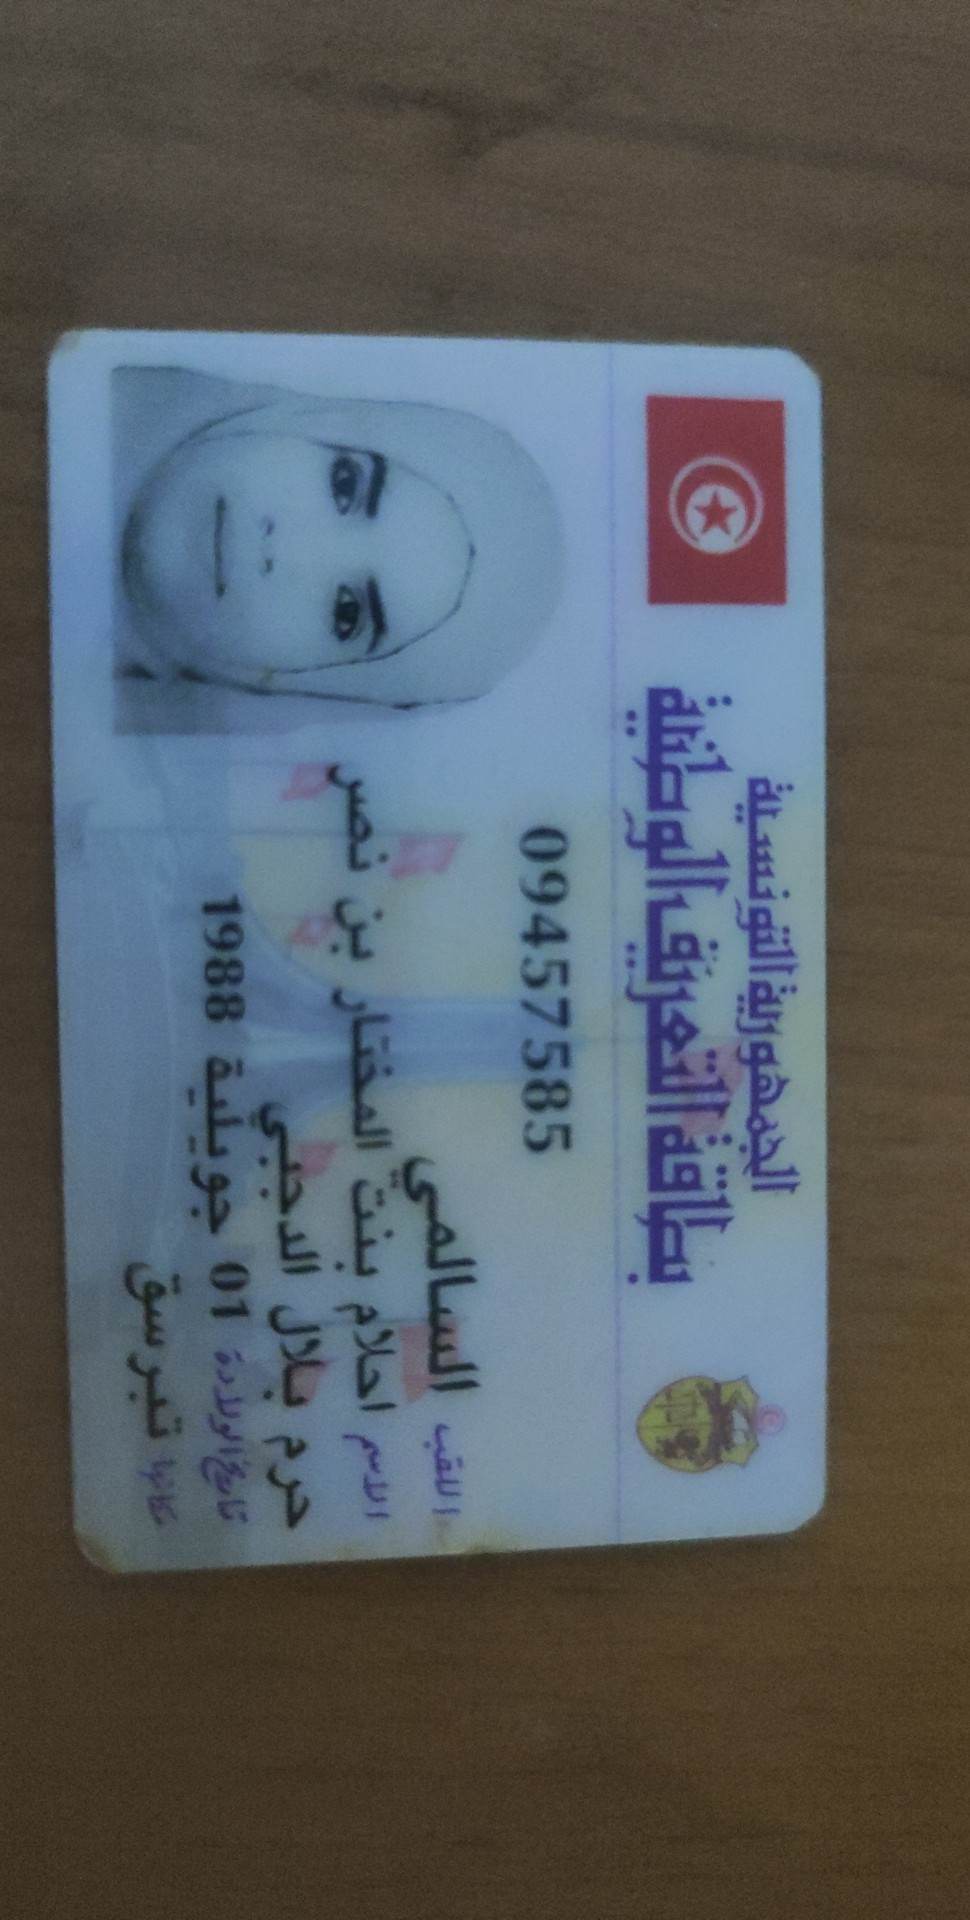 الجمهورية التونسية
بطاقة التعريف الوطنية
09457585
اللقب السالمي
الاسم احلام بنت المختار بن نصر
حرم بلال الدجبي
تاريخ الولادة 01 جويلية 1988
مكانها تبرسق